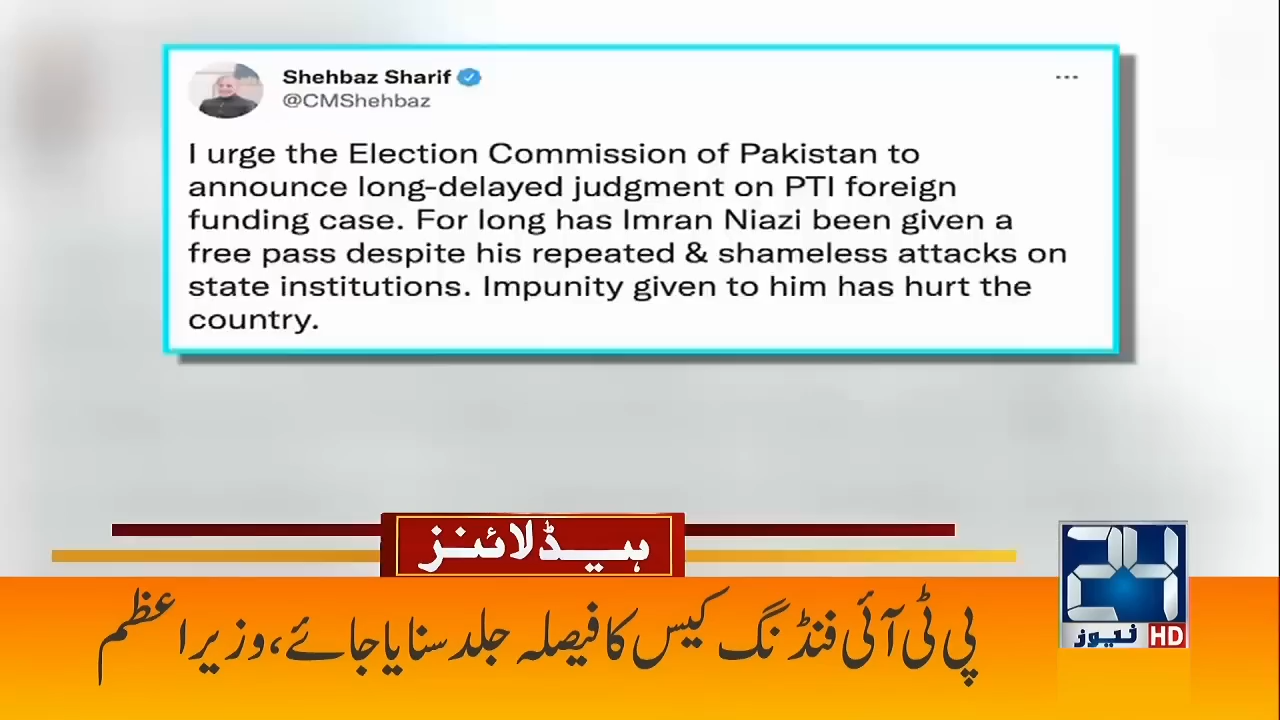 Shehbaz Sharif
@CMShehbaz
I urge the Election Commission of Pakistan to
announce long-delayed judgment on PTI foreign
funding case. For long has Imran Niazi been given a
free pass despite his repeated & shameless attacks on
state institutions. Impunity given to him has hurt the
country.
ہیڈلائنز
پی ٹی آئی فنڈنگ کیس کا فیصلہ جلد سنایا جائے، وزیراعظم
24
نیوز HD